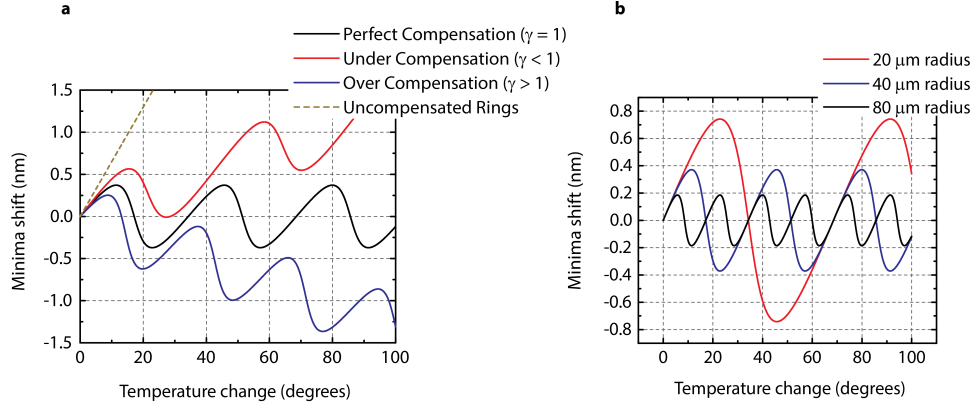 a
Perfect Compensation (γ = 1)
Under Compensation (γ < 1)
Over Compensation (γ > 1)
Uncompensated Rings
1.5
1.0
0.5
0.0
-0.5
-1.0
-1.5
0
20
40
60
80
100
Minima shift (nm)
Temperature change (degrees)
b
20 μm radius
40 μm radius
80 μm radius
0.8
0.6
0.4
0.2
0.0
-0.2
-0.4
-0.6
-0.8
0
20
40
60
80
100
Minima shift (nm)
Temperature change (degrees)